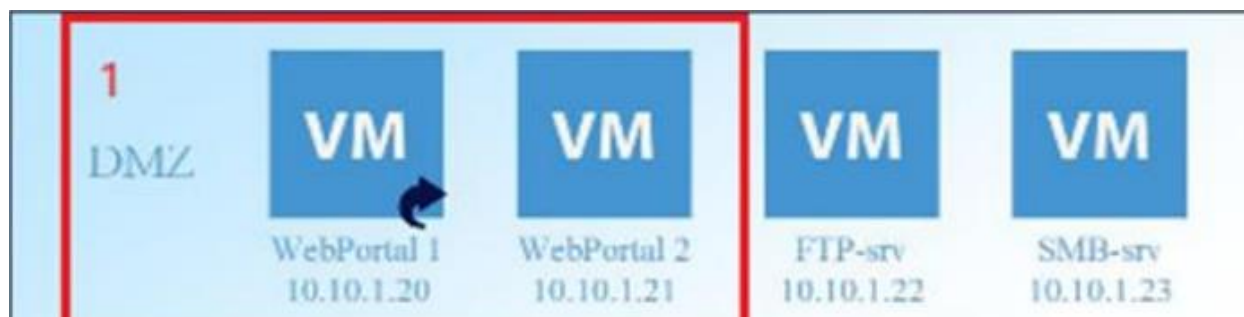 1
DMZ
VM VM VM VM
WebPortal 1 WebPortal 2 FTP-srv SMB-srv
10.10.1.20 10.10.1.21 10.10.1.22 10.10.1.23